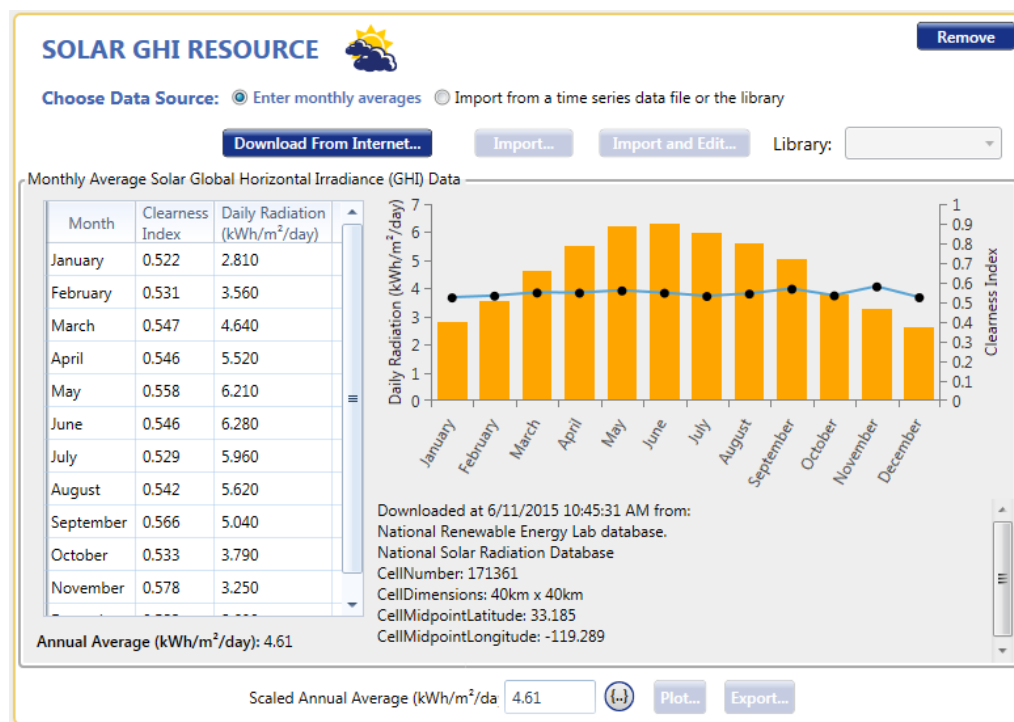 SOLAR GHI RESOURCE
Remove
Choose Data Source: Enter monthly averages Import from a time series data file or the library
Download From Internet... Import... Import and Edit... Library:
Monthly Average Solar Global Horizontal Irradiance (GHI) Data
Month Clearness Index Daily Radiation (kWh/m²/day)
January 0.522 2.810
February 0.531 3.560
March 0.547 4.640
April 0.546 5.520
May 0.558 6.210
June 0.546 6.280
July 0.529 5.960
August 0.542 5.620
September 0.566 5.040
October 0.533 3.790
November 0.578 3.250
Annual Average (kWh/m²/day): 4.61
Daily Radiation (kWh/m²/day)
7
6
5
4
3
2
1
0
1
0.9
0.8
0.7
0.6
0.5
0.4
0.3
0.2
0.1
0
Clearness Index
January
February
March
April
May
June
July
August
September
October
November
December
Downloaded at 6/11/2015 10:45:31 AM from:
National Renewable Energy Lab database.
National Solar Radiation Database
CellNumber: 171361
CellDimensions: 40km x 40km
CellMidpointLatitude: 33.185
CellMidpointLongitude: -119.289
Scaled Annual Average (kWh/m²/da 4.61 {..} Plot... Export...